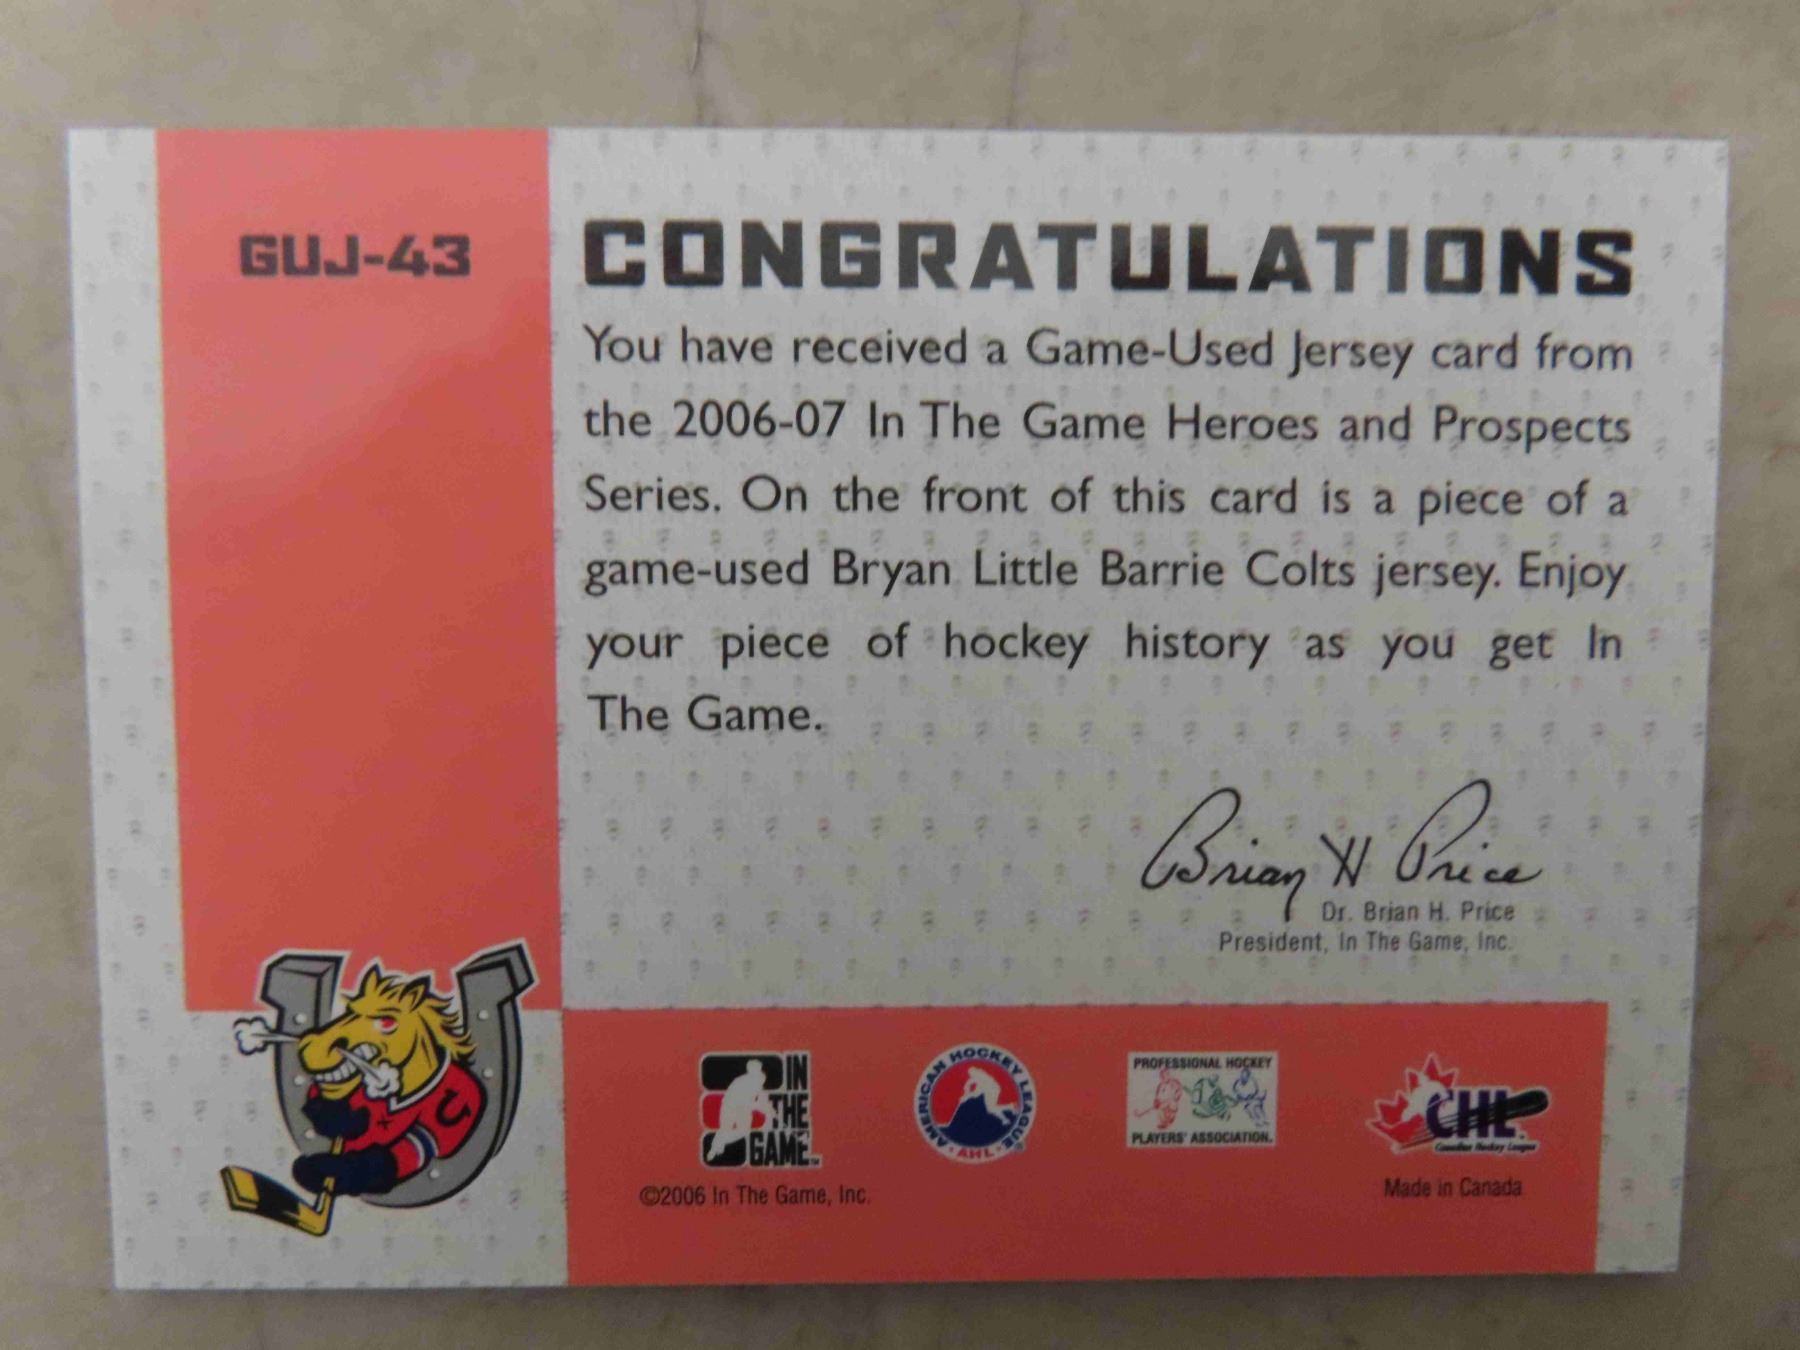 GUJ-43
CONGRATULATIONS
You have received a Game-Used Jersey card from
the 2006-07 In The Game Heroes and Prospects
Series. On the front of this card is a piece of a
game-used Bryan Little Barrie Colts jersey. Enjoy
your piece of hockey history as you get In
The Game.
Brian H Price
Dr. Brian H. Price
President, In The Game, Inc.
IN
THE
GAME
©2006 In The Game, Inc.
AMERICAN HOCKEY LEAGUE
AHL
PROFESSIONAL HOCKEY
PLAYERS' ASSOCIATION.
CHL
Canadian Hockey League
Made in Canada